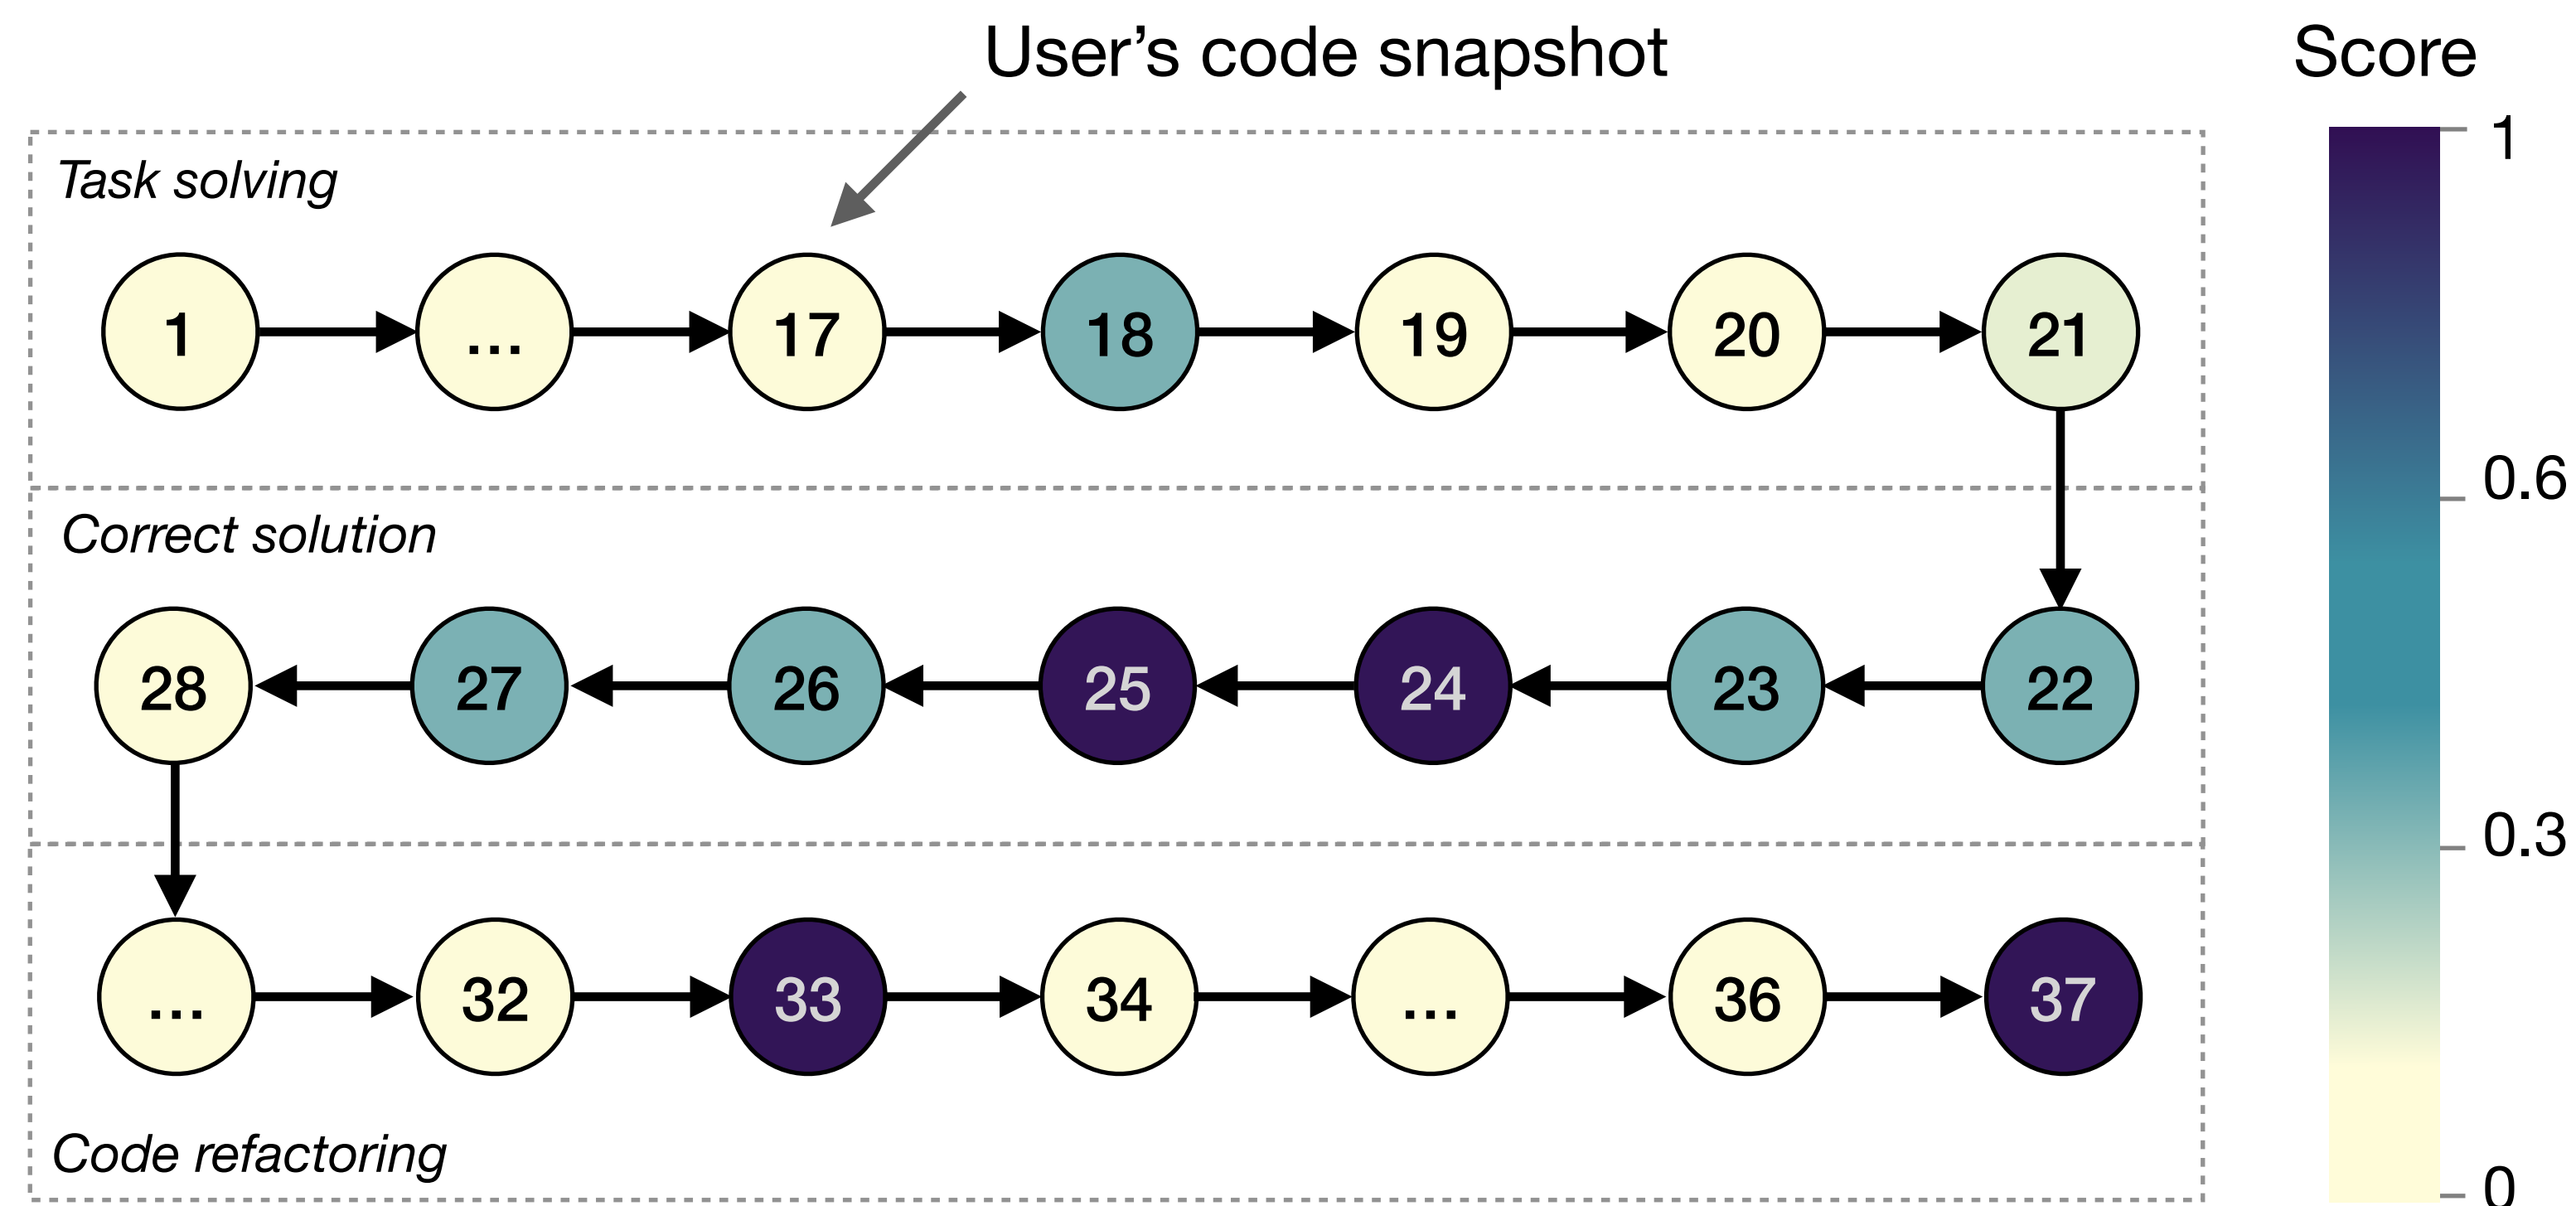 User's code snapshot
Score
Task solving
1 ... 17 18 19 20 21
Correct solution
28 27 26 25 24 23 22
... 32 33 34 ... 36 37
Code refactoring
1
0.6
0.3
0